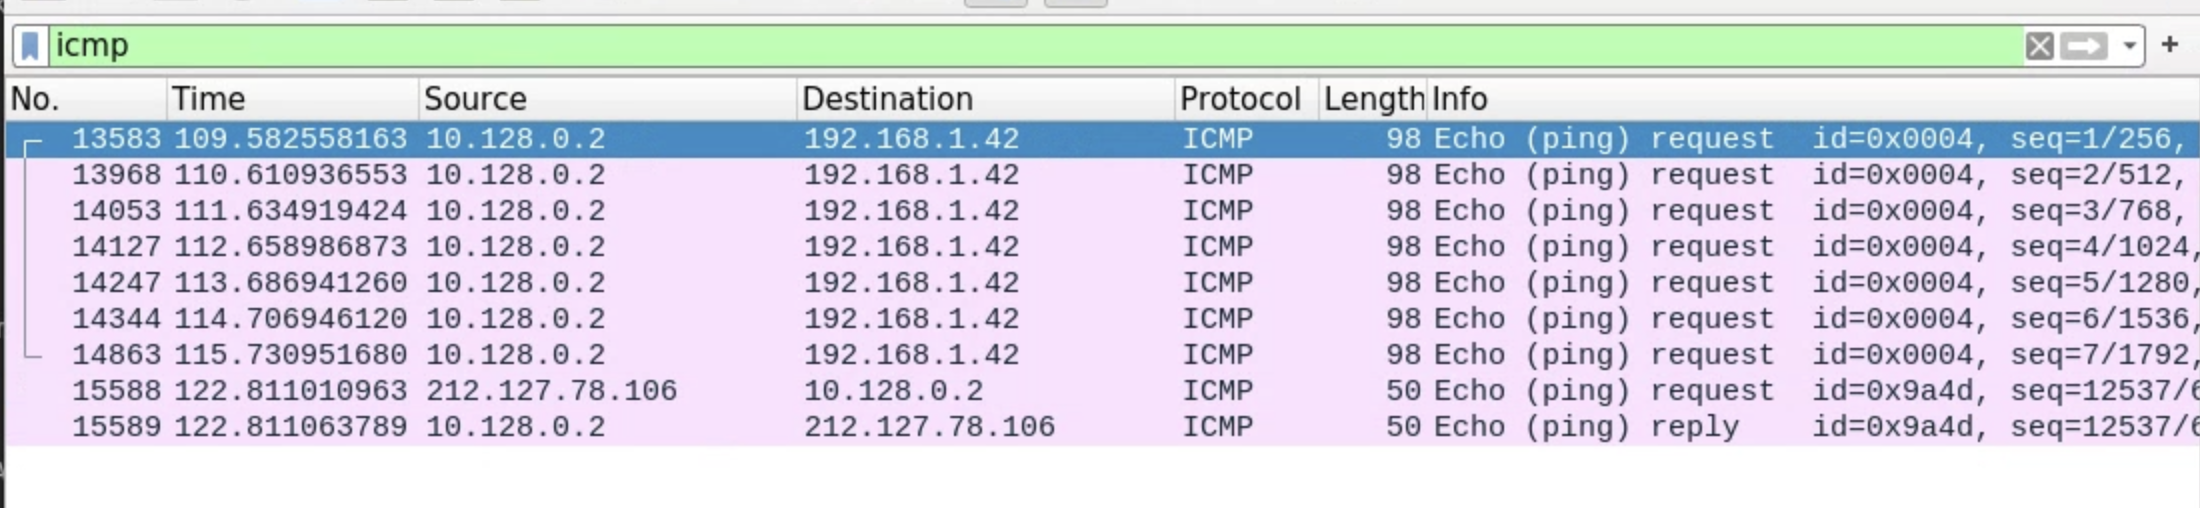 icmp
+
No. Time Source Destination Protocol Length Info
13583 109.582558163 10.128.0.2 192.168.1.42 ICMP 98 Echo (ping) request id=0x0004, seq=1/256,
13968 110.610936553 10.128.0.2 192.168.1.42 ICMP 98 Echo (ping) request id=0x0004, seq=2/512,
14053 111.634919424 10.128.0.2 192.168.1.42 ICMP 98 Echo (ping) request id=0x0004, seq=3/768,
14127 112.658986873 10.128.0.2 192.168.1.42 ICMP 98 Echo (ping) request id=0x0004, seq=4/1024,
14247 113.686941260 10.128.0.2 192.168.1.42 ICMP 98 Echo (ping) request id=0x0004, seq=5/1280,
14344 114.706946120 10.128.0.2 192.168.1.42 ICMP 98 Echo (ping) request id=0x0004, seq=6/1536,
14863 115.730951680 10.128.0.2 192.168.1.42 ICMP 98 Echo (ping) request id=0x0004, seq=7/1792,
15588 122.811010963 212.127.78.106 10.128.0.2 ICMP 50 Echo (ping) request id=0x9a4d, seq=12537/6
15589 122.811063789 10.128.0.2 212.127.78.106 ICMP 50 Echo (ping) reply id=0x9a4d, seq=12537/6